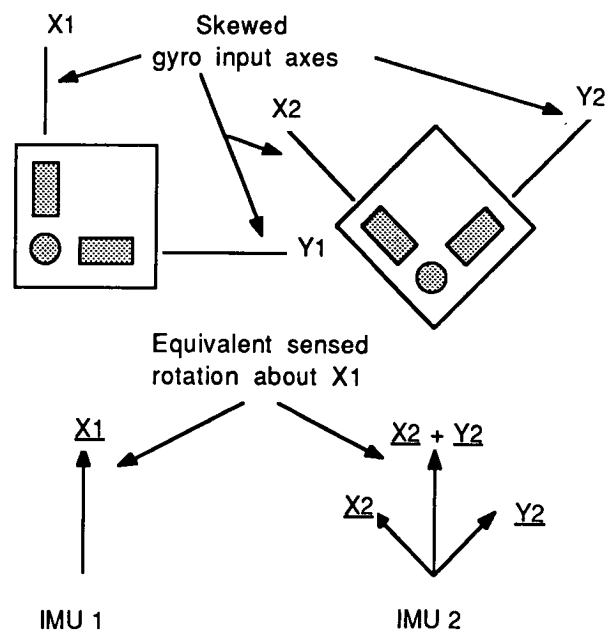 X1
Skewed
gyro input axes
X2
Y2
Y1
Equivalent sensed
rotation about X1
X1
X2 + Y2
X2
Y2
IMU 1
IMU 2